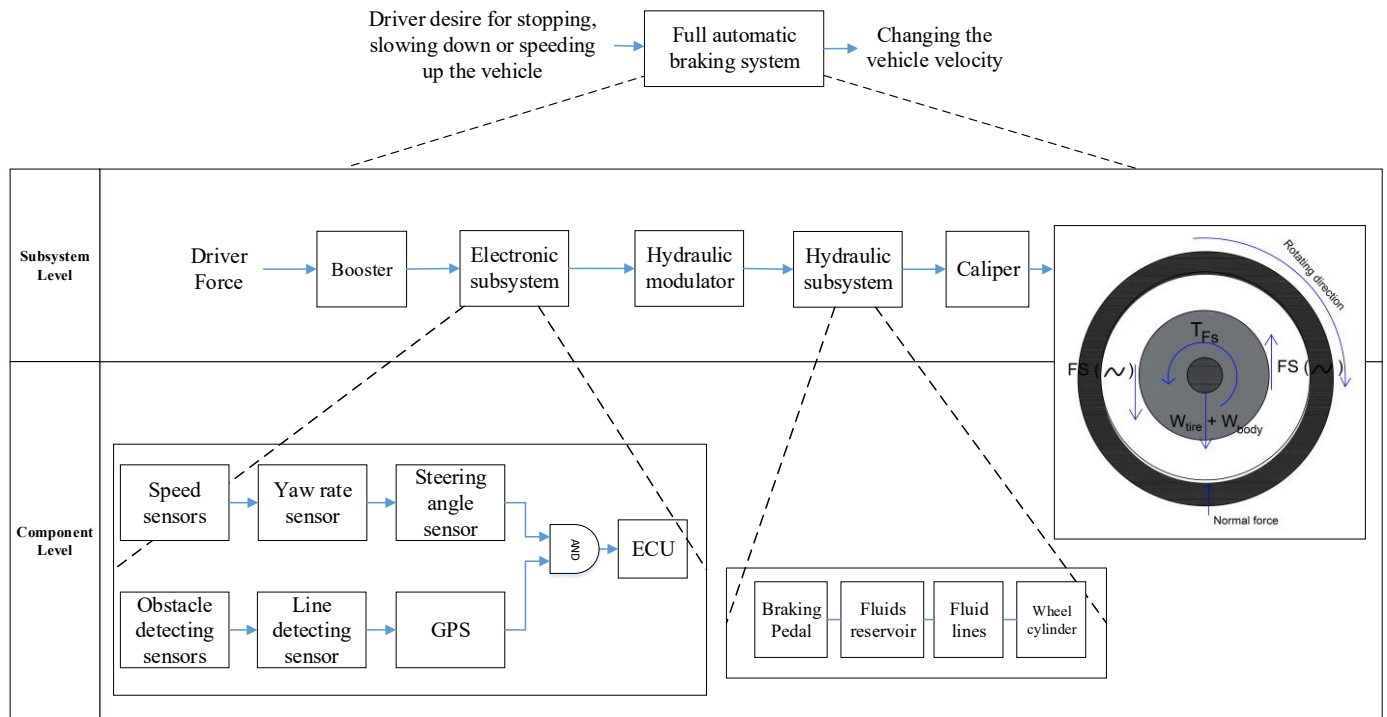 Driver desire for stopping,
slowing down or speeding
up the vehicle
Full automatic
braking system
Changing the
vehicle velocity
Subsystem
Level
Driver
Force
Booster
Electronic
subsystem
Hydraulic
modulator
Hydraulic
subsystem
Caliper
Rotating direction
TFs
FS (∼)
FS (∼)
Wtire + Wbody
Normal force
Component
Level
Speed
sensors
Yaw rate
sensor
Steering
angle
sensor
AND
ECU
Obstacle
detecting
sensors
Line
detecting
sensor
GPS
Braking
Pedal
Fluids
reservoir
Fluid
lines
Wheel
cylinder